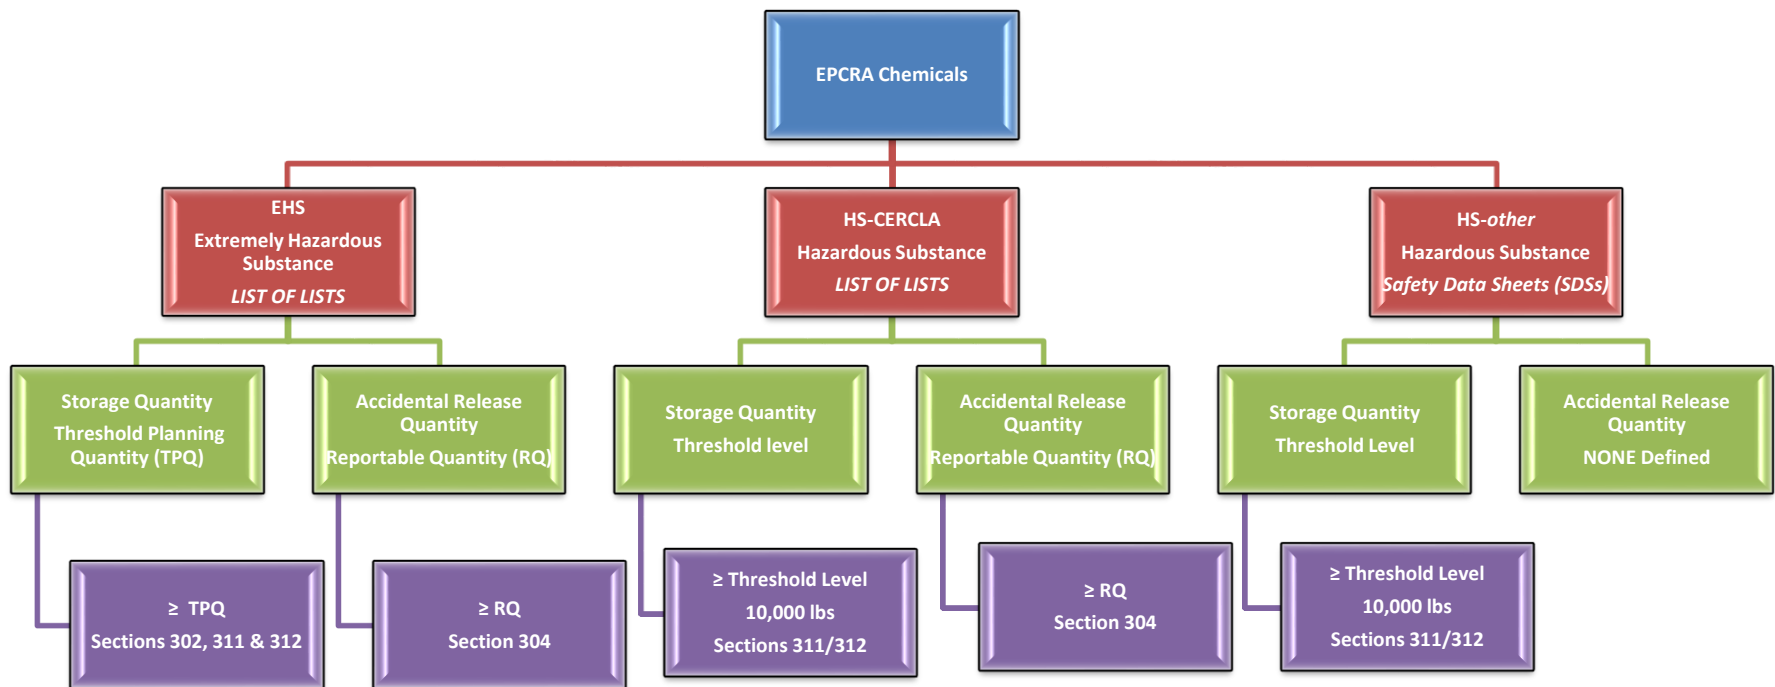 EPCRA Chemicals
EHS
Extremely Hazardous
Substance
LIST OF LISTS
HS-CERCLA
Hazardous Substance
LIST OF LISTS
HS-other
Hazardous Substance
Safety Data Sheets (SDSs)
Storage Quantity
Threshold Planning
Quantity (TPQ)
Accidental Release
Quantity
Reportable Quantity (RQ)
Storage Quantity
Threshold level
Accidental Release
Quantity
Reportable Quantity (RQ)
Storage Quantity
Threshold Level
Accidental Release
Quantity
NONE Defined
≥ TPQ
Sections 302, 311 & 312
≥ RQ
Section 304
≥ Threshold Level
10,000 lbs
Sections 311/312
≥ RQ
Section 304
≥ Threshold Level
10,000 lbs
Sections 311/312